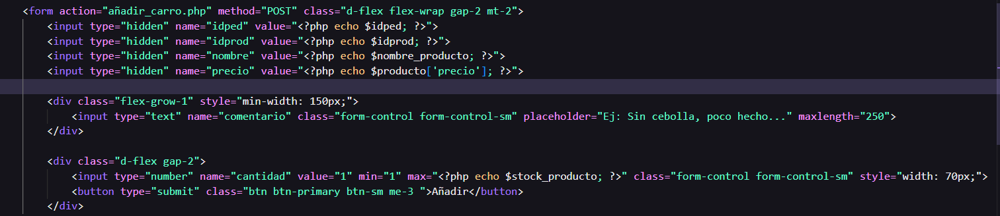 <form action="añadir_carro.php" method="POST" class="d-flex flex-wrap gap-2 mt-2">
<input type="hidden" name="idped" value="<?php echo $idped; ?>">
<input type="hidden" name="idprod" value="<?php echo $idprod; ?>">
<input type="hidden" name="nombre" value="<?php echo $nombre_producto; ?>">
<input type="hidden" name="precio" value="<?php echo $producto['precio']; ?>">
<div class="flex-grow-1" style="min-width: 150px;">
<input type="text" name="comentario" class="form-control form-control-sm" placeholder="Ej: Sin cebolla, poco hecho..." maxlength="250">
</div>
<div class="d-flex gap-2">
<input type="number" name="cantidad" value="1" min="1" max="<?php echo $stock_producto; ?>" class="form-control form-control-sm" style="width: 70px;">
<button type="submit" class="btn btn-primary btn-sm me-3 ">Añadir</button>
</div>